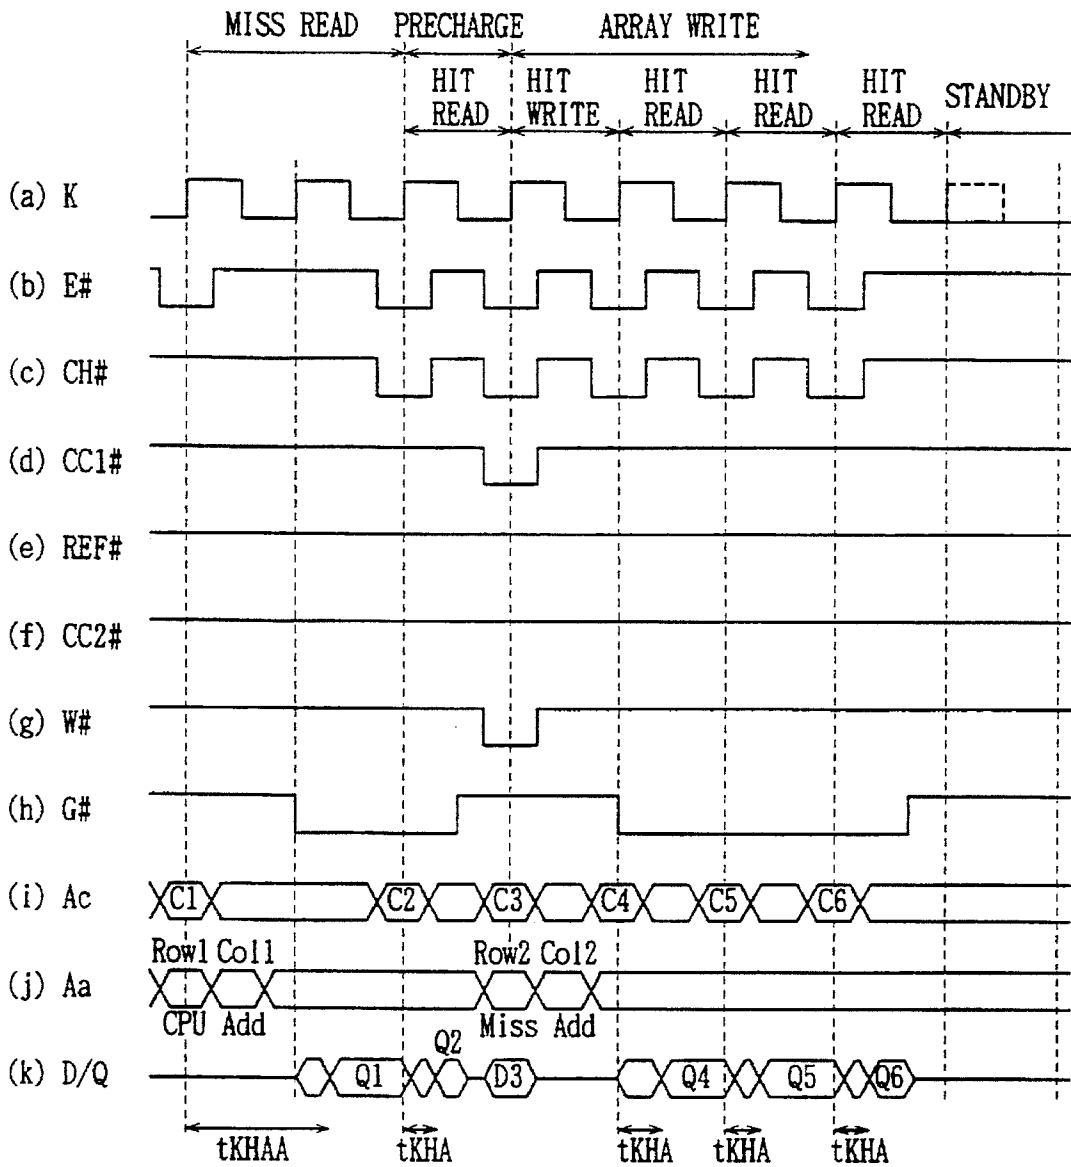 MISS READ PRECHARGE ARRAY WRITE
HIT READ HIT WRITE HIT READ HIT READ HIT READ STANDBY
(a) K
(b) E#
(c) CH#
(d) CC1#
(e) REF#
(f) CC2#
(g) W#
(h) G#
(i) Ac C1 C2 C3 C4 C5 C6
Row1 Col1 Row2 Col2
(j) Aa
CPU Add Miss Add
Q2
(k) D/Q Q1 D3 Q4 Q5 Q6
tKHAA tKHA tKHA tKHA tKHA